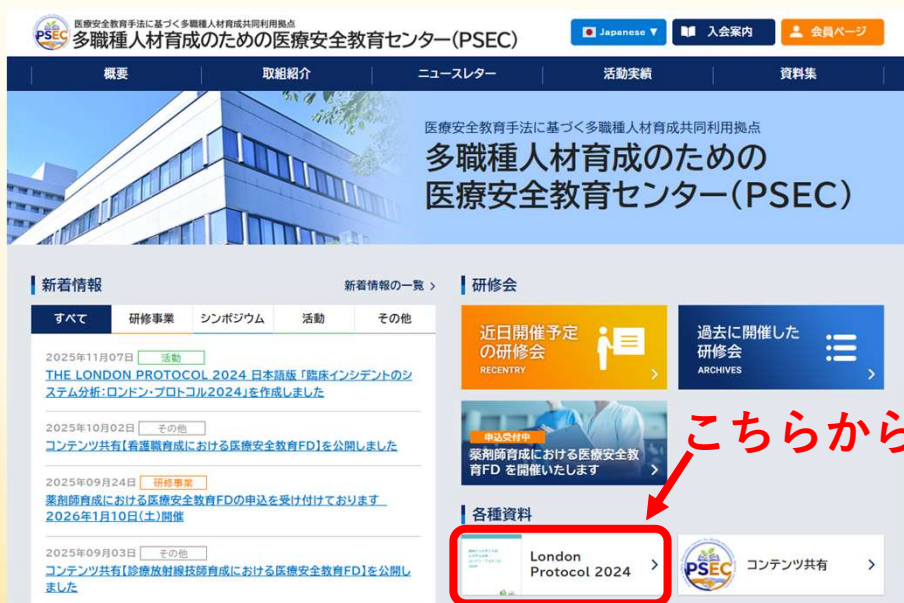 医療安全教育手法に基づく多職種人材育成共同利用拠点
多職種人材育成のための医療安全教育センター(PSEC)
Japanese ▼
入会案内
会員ページ
概要
取組紹介
ニュースレター
活動実績
資料集
医療安全教育手法に基づく多職種人材育成共同利用拠点
多職種人材育成のための
医療安全教育センター(PSEC)
新着情報
新着情報の一覧 >
すべて
研修事業
シンポジウム
活動
その他
2025年11月07日 活動
THE LONDON PROTOCOL 2024 日本語版 「臨床インシデントのシ
ステム分析:ロンドン・プロトコル2024」を作成しました
2025年10月02日 その他
コンテンツ共有【看護職育成における医療安全教育FD】を公開しました
2025年09月24日 研修事業
薬剤師育成における医療安全教育FDの申込を受け付けております
2026年1月10日(土)開催
2025年09月03日 その他
コンテンツ共有【診療放射線技師育成における医療安全教育FD】を公開し
ました
研修会
近日開催予定
の研修会
RECENTRY
過去に開催した
研修会
ARCHIVES
申込受付中
薬剤師育成における医療安全教
育FD を開催いたします
こちらから
各種資料
London
Protocol 2024
PSEC
コンテンツ共有